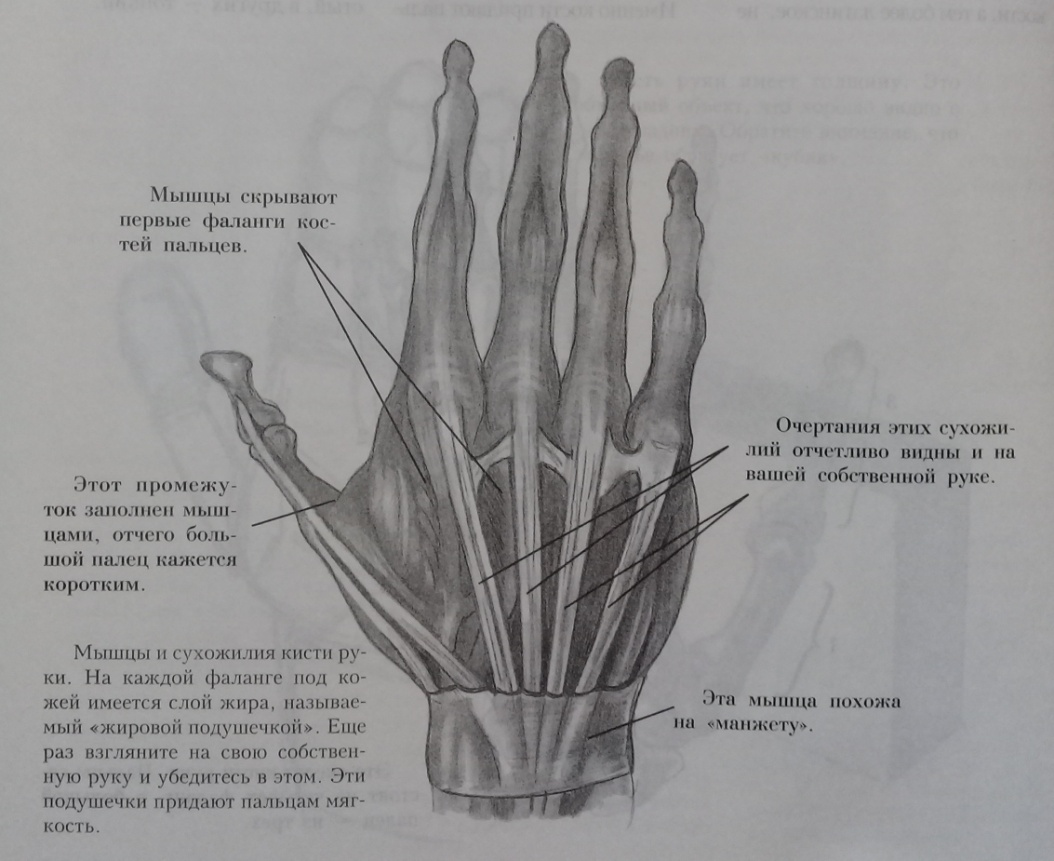 Мышцы скрывают
первые фаланги кос-
тей пальцев.
Очертания этих сухожи-
лий отчетливо видны и на
вашей собственной руке.
Этот промежу-
ток заполнен мыш-
цами, отчего боль-
шой палец кажется
коротким.
Мышцы и сухожилия кисти ру-
ки. На каждой фаланге под ко-
жей имеется слой жира, называе-
мый «жировой подушечкой». Еще
раз взгляните на свою собствен-
ную руку и убедитесь в этом. Эти
подушечки придают пальцам мяг-
кость.
Эта мышца похожа
на «манжету».